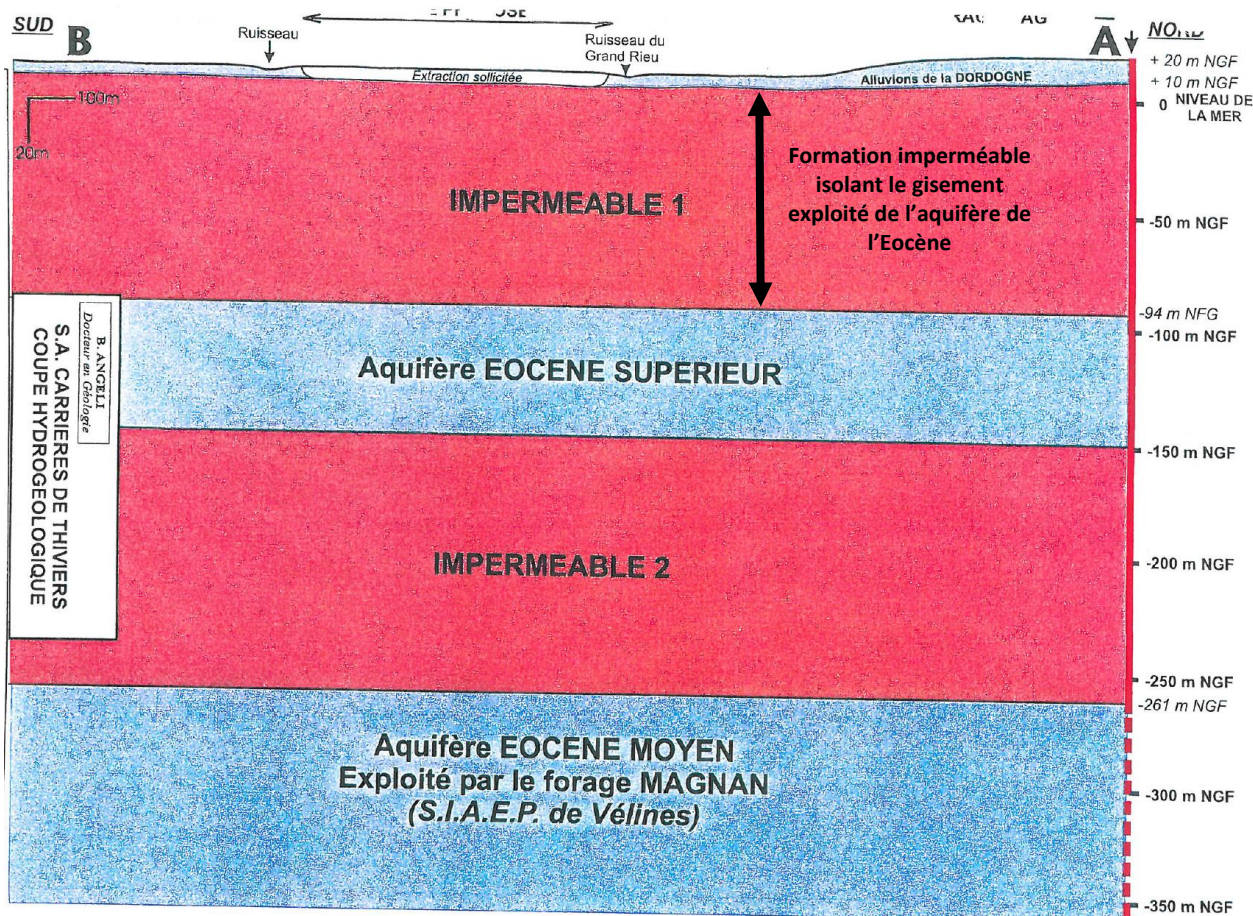 SUD
B
Ruisseau
Ruisseau du
Grand Rieu
A
+ 20 m NGF
+ 10 m NGF
0 NIVEAU DE
LA MER
Extraction sollicitée
Alluvions de la DORDOGNE
100m
20m
Formation imperméable
isolant le gisement
exploité de l’aquifère de
l’Eocène
IMPERMEABLE 1
-50 m NGF
-94 m NFG
-100 m NGF
B. ANGELI
Docteur en Géologie
S.A. CARRIERES DE THIVIERS
COUPE HYDROGEOLOGIQUE
Aquifère EOCENE SUPERIEUR
-150 m NGF
IMPERMEABLE 2
-200 m NGF
-250 m NGF
-261 m NGF
Aquifère EOCENE MOYEN
Exploité par le forage MAGNAN
(S.I.A.E.P. de Vélines)
-300 m NGF
-350 m NGF